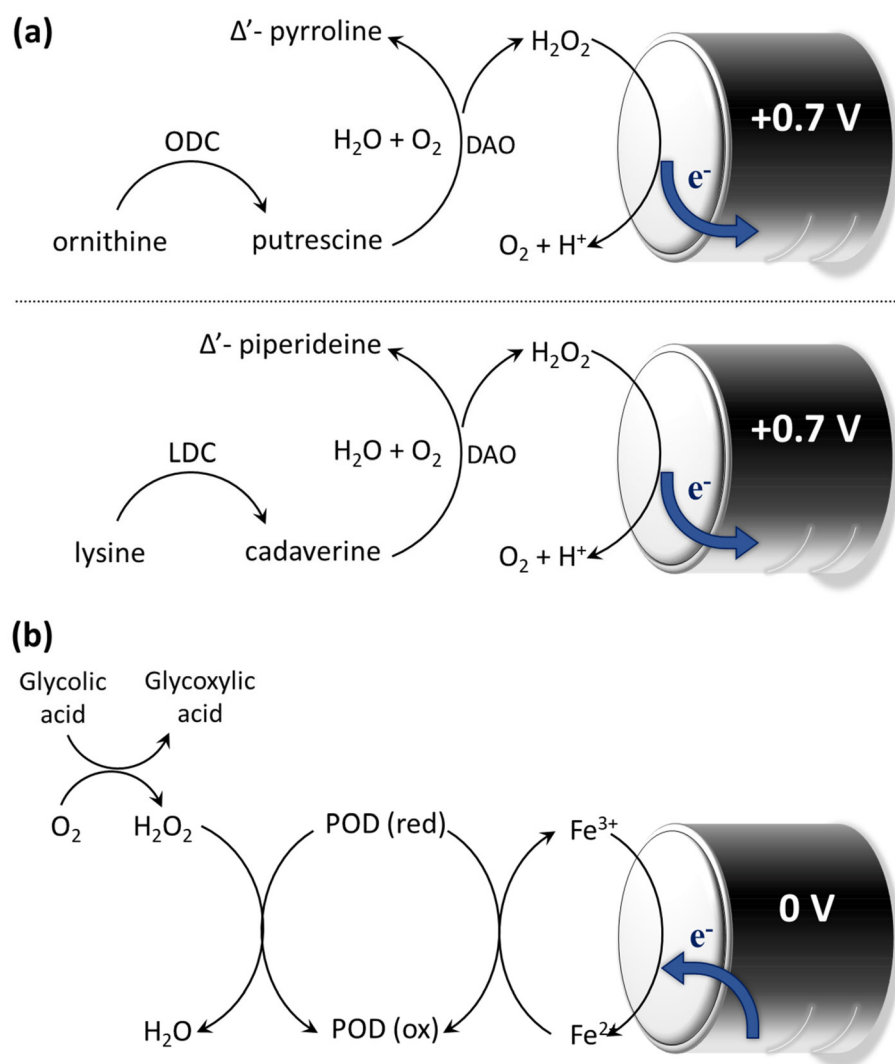 (a)
Δ′- pyrroline
H₂O₂
+0.7 V
ODC
H₂O + O₂
DAO
e⁻
ornithine
putrescine
O₂ + H⁺
Δ′- piperideine
H₂O₂
+0.7 V
LDC
H₂O + O₂
DAO
e⁻
lysine
cadaverine
O₂ + H⁺
(b)
Glycolic
acid
Glycoxylic
acid
O₂
H₂O₂
POD (red)
Fe³⁺
0 V
e⁻
H₂O
POD (ox)
Fe²⁺